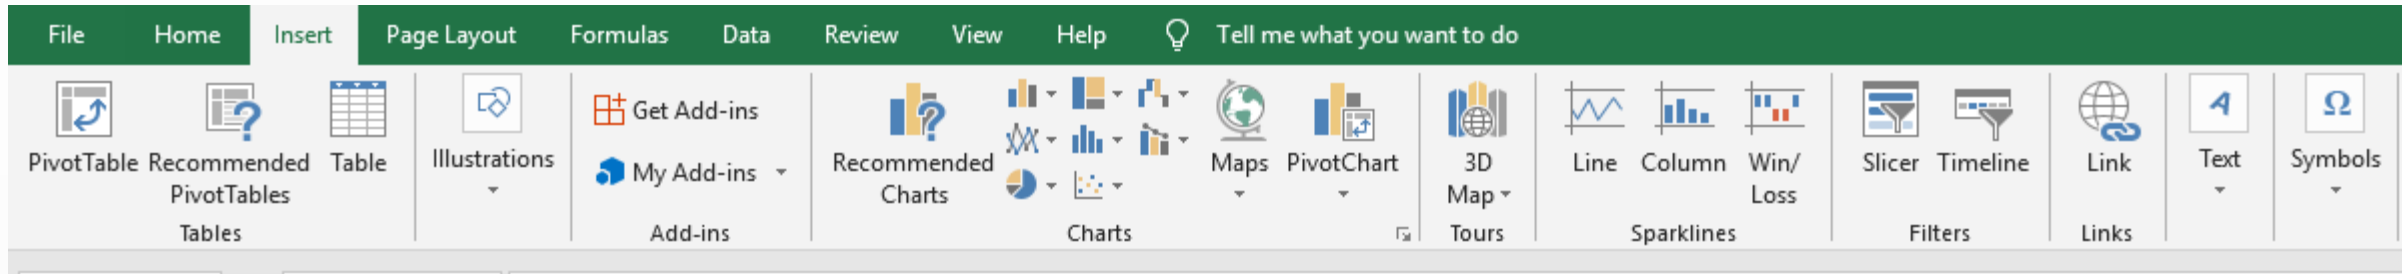 File Home Insert Page Layout Formulas Data Review View Help Tell me what you want to do
PivotTable
Recommended
PivotTables
Table
Tables
Illustrations
Get Add-ins
My Add-ins
Add-ins
Recommended
Charts
Maps
PivotChart
Charts
3D
Map
Tours
Line
Column
Win/
Loss
Sparklines
Slicer
Timeline
Filters
Link
Links
Text
Symbols